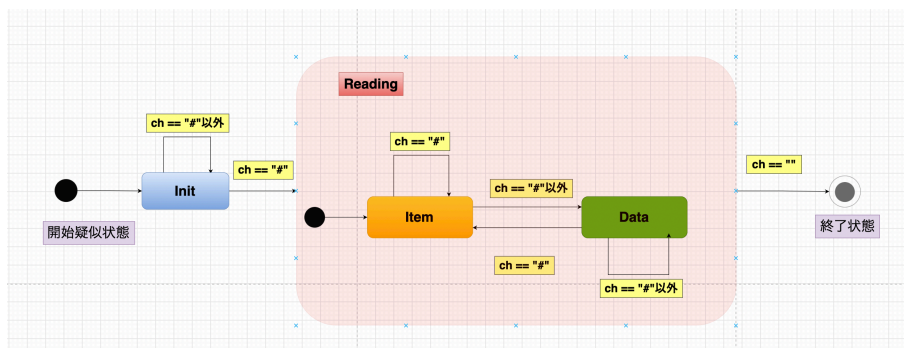 Reading
ch == "#"以外
ch == "#"
ch == "#"
ch == ""
Init
ch == "#"以外
Item
Data
開始疑似状態
終了状態
ch == "#"
ch == "#"以外